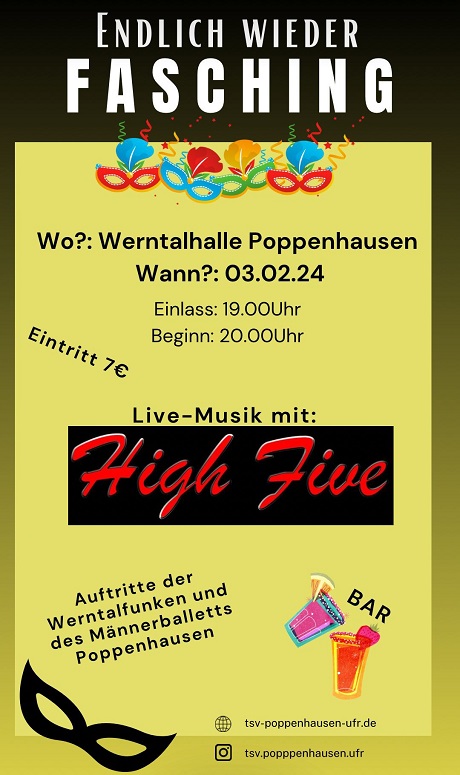 ENDLICH WIEDER
FASCHING
Wo?: Werntalhalle Poppenhausen
Wann?: 03.02.24
Einlass: 19.00Uhr
Beginn: 20.00Uhr
Eintritt 7€
Live-Musik mit:
High Five
Auftritte der
Werntalfunken und
des Männerballetts
Poppenhausen
BAR
tsv-poppenhausen-ufr.de
tsv.popppenhausen.ufr